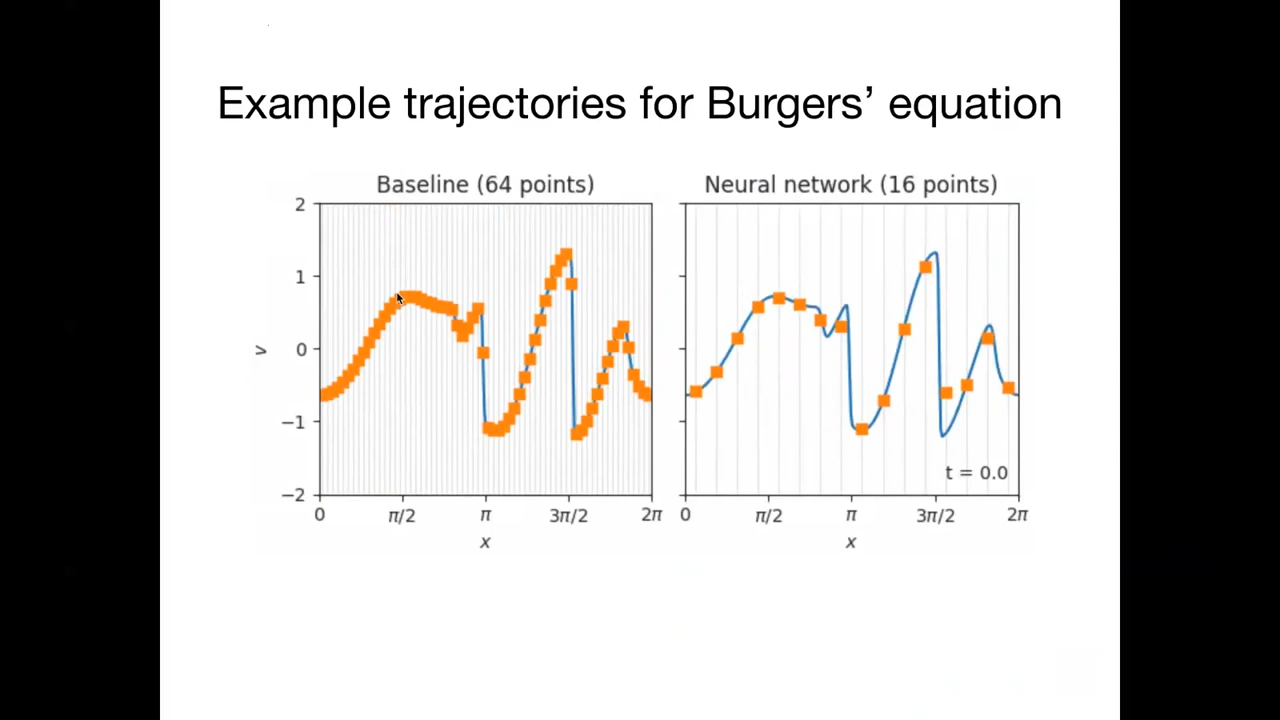 Example trajectories for Burgers’ equation
Baseline (64 points)
Neural network (16 points)
2
1
0
−1
−2
v
t = 0.0
0 π/2 π 3π/2 2π
0 π/2 π 3π/2 2π
x
x